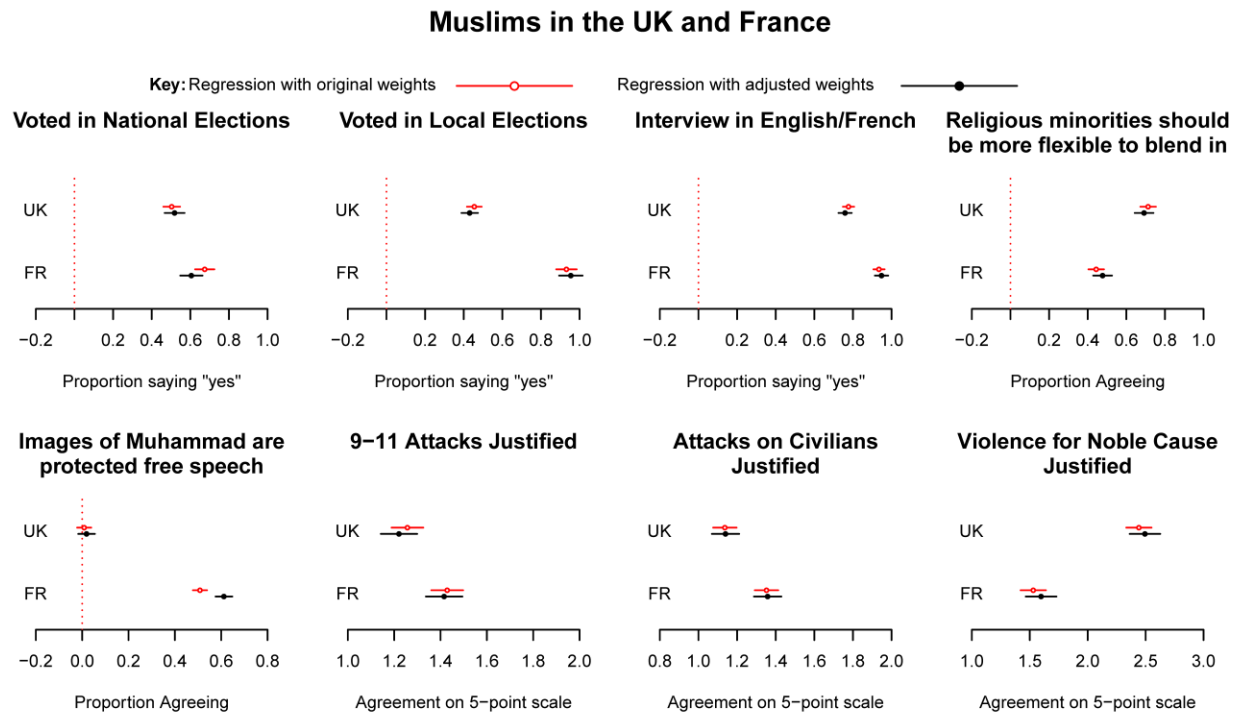 Muslims in the UK and France
Key: Regression with original weights
Regression with adjusted weights
Voted in National Elections
UK
FR
−0.2 0.2 0.4 0.6 0.8 1.0
Proportion saying "yes"
Voted in Local Elections
UK
FR
−0.2 0.2 0.4 0.6 0.8 1.0
Proportion saying "yes"
Interview in English/French
UK
FR
−0.2 0.2 0.4 0.6 0.8 1.0
Proportion saying "yes"
Religious minorities should
be more flexible to blend in
UK
FR
−0.2 0.2 0.4 0.6 0.8 1.0
Proportion Agreeing
Images of Muhammad are
protected free speech
UK
FR
−0.2 0.0 0.2 0.4 0.6 0.8
Proportion Agreeing
9−11 Attacks Justified
UK
FR
1.0 1.2 1.4 1.6 1.8 2.0
Agreement on 5−point scale
Attacks on Civilians
Justified
UK
FR
0.8 1.0 1.2 1.4 1.6 1.8 2.0
Agreement on 5−point scale
Violence for Noble Cause
Justified
UK
FR
1.0 1.5 2.0 2.5 3.0
Agreement on 5−point scale